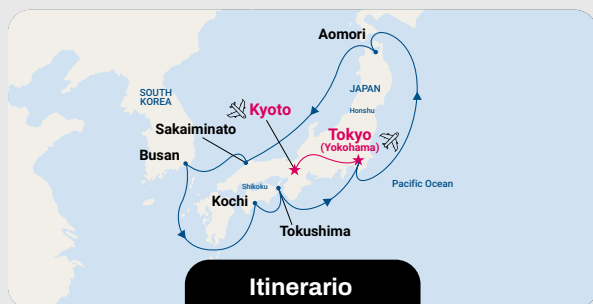 Aomori
SOUTH
KOREA
JAPAN
Honshu
Kyoto
Sakaiminato
Tokyo
(Yokohama)
Busan
Pacific Ocean
Shikoku
Kochi
Tokushima
Itinerario